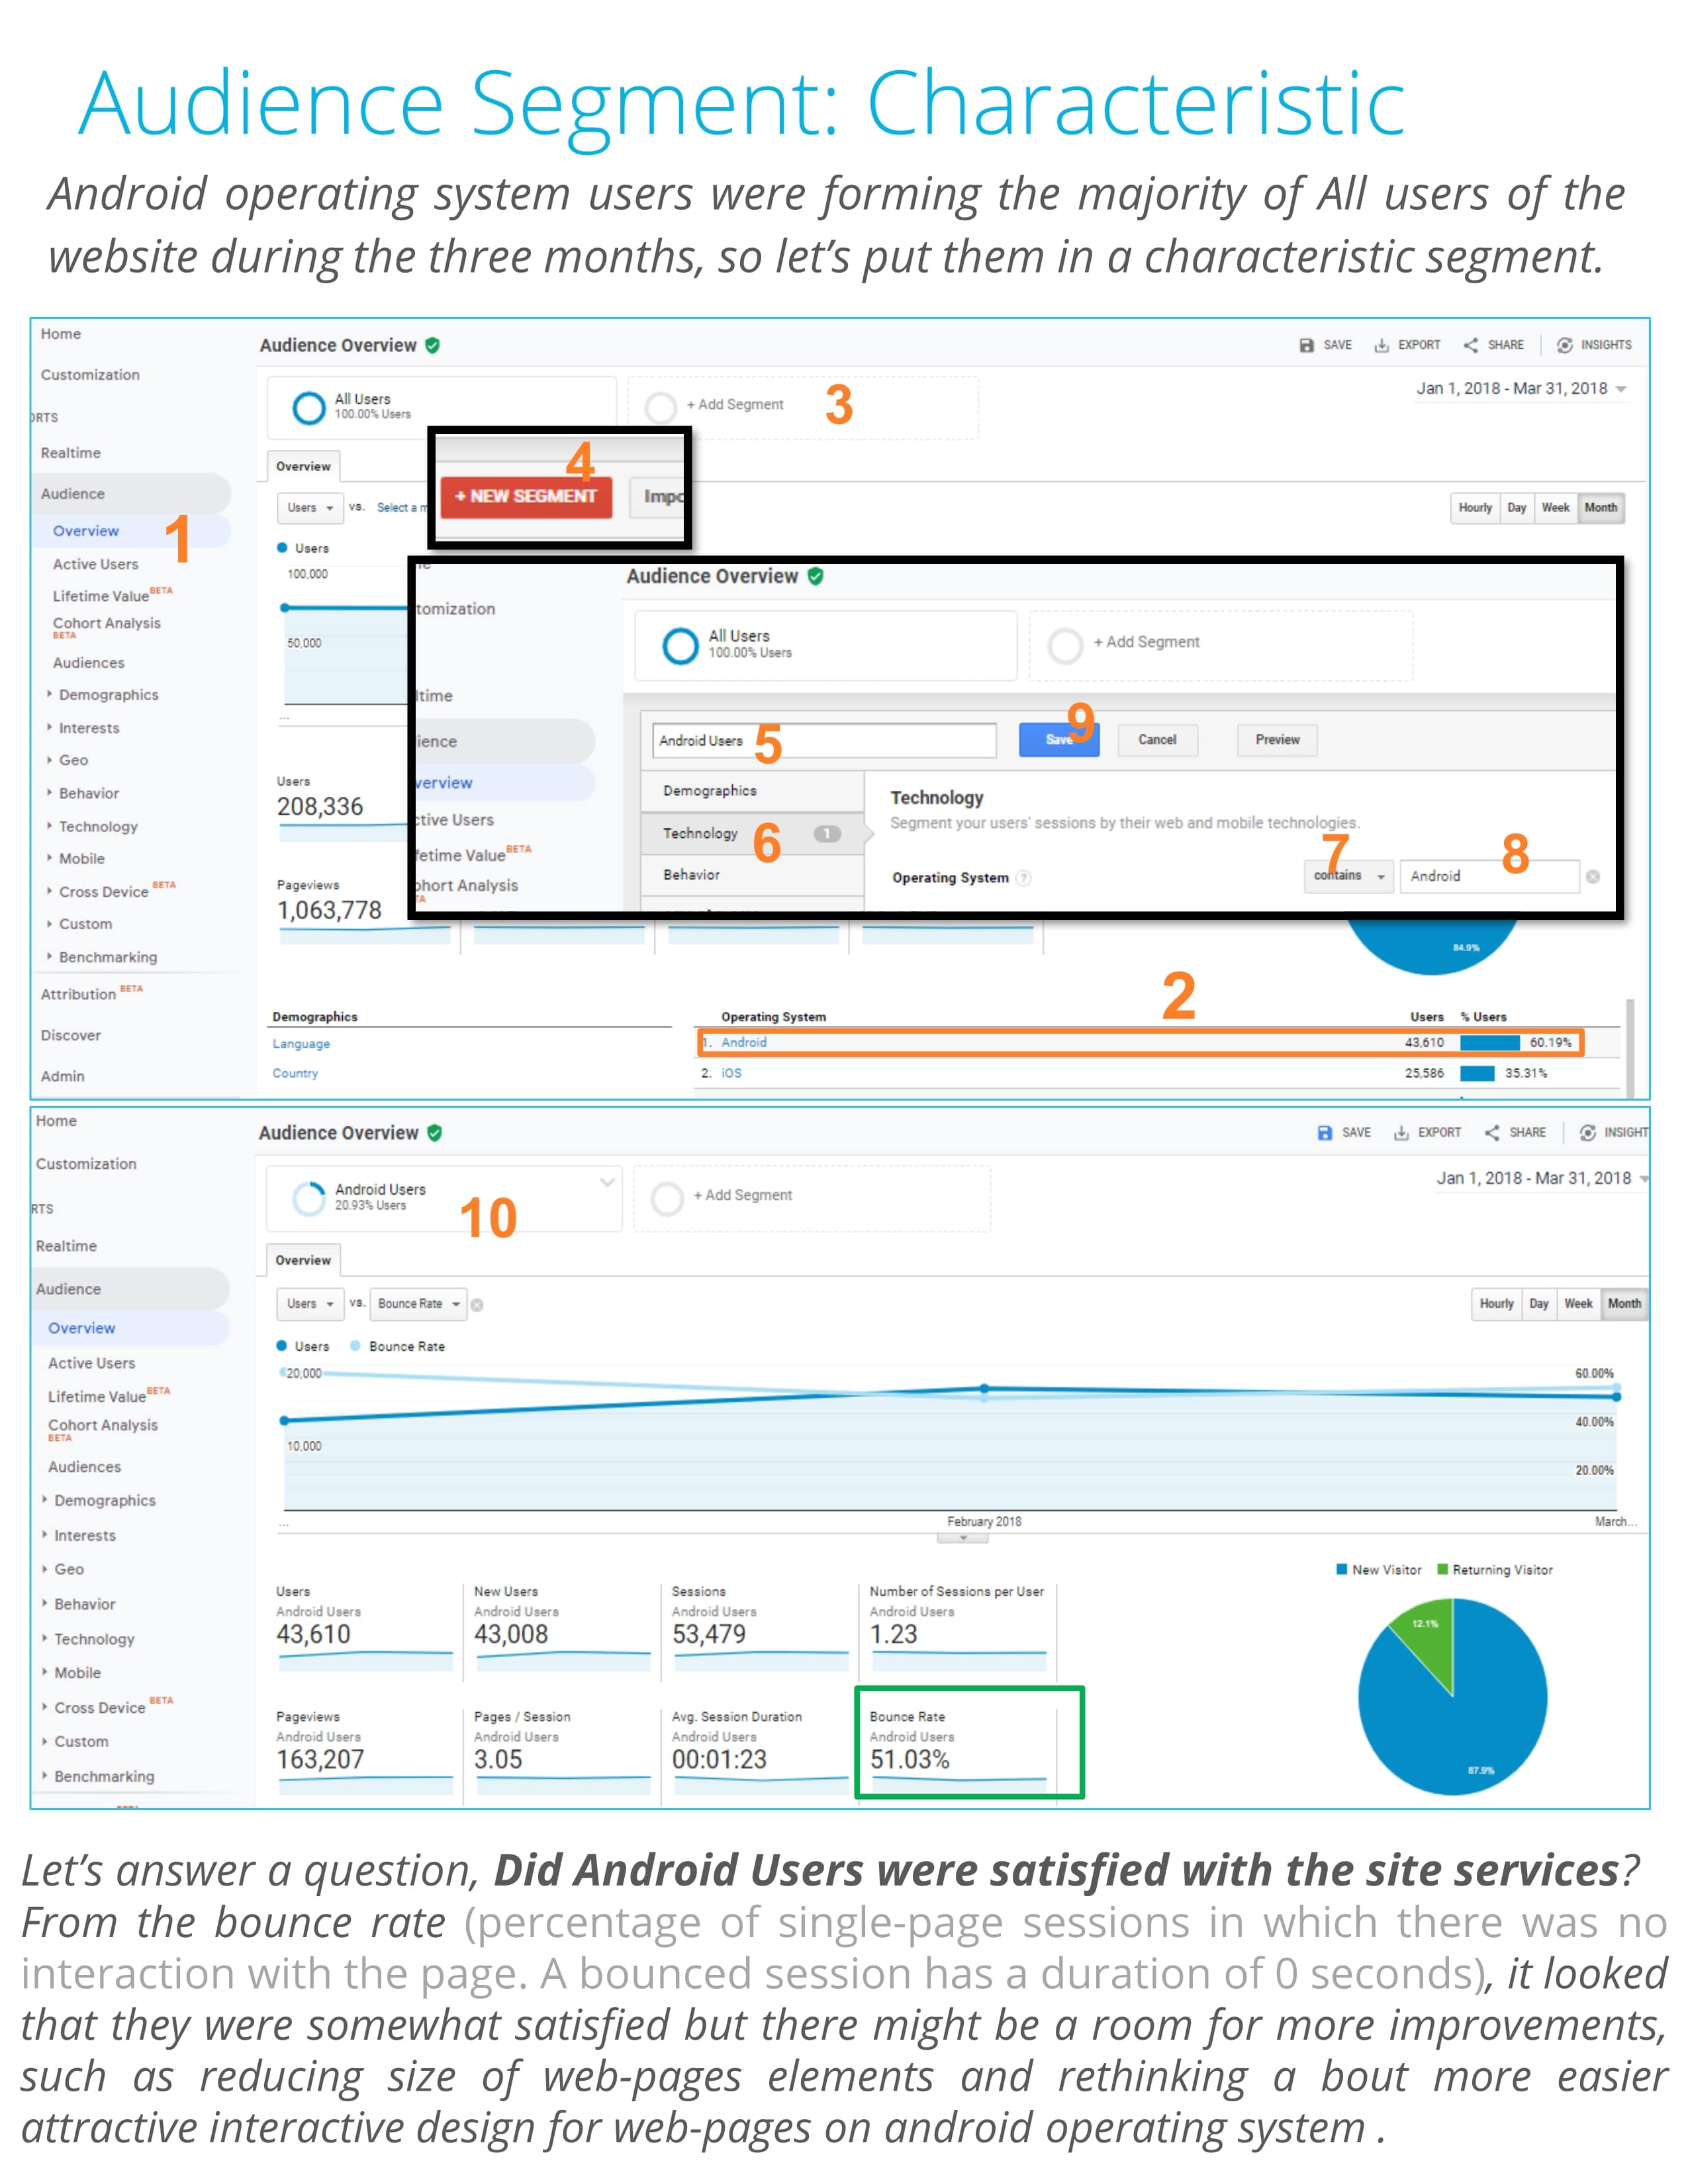 Audience Segment: Characteristic
Android operating system users were forming the majority of All users of the
website during the three months, so let's put them in a characteristic segment.
Home
Customization
ORTS
Realtime
Audience
Overview
1
Active Users
Lifetime Value BETA
Cohort Analysis
BETA
Audiences
Demographics
Interests
Geo
Behavior
Technology
Mobile
Cross Device BETA
Custom
Benchmarking
Attribution BETA
Discover
Admin
Audience Overview
SAVE EXPORT SHARE INSIGHTS
All Users
100.00% Users
+ Add Segment
3
Jan 1, 2018 - Mar 31, 2018
Overview
Users vs. Select a m
Hourly Day Week Month
Users
100,000
50,000
...
4
+ NEW SEGMENT Impo
Users
208,336
Pageviews
1,063,778
tomization
ltime
ience
verview
ctive Users
fetime Value BETA
ohort Analysis
TA
Audience Overview
All Users
100.00% Users
+ Add Segment
Android Users 5
Save 9 Cancel Preview
Demographics
Technology 6 1
Behavior
Technology
Segment your users' sessions by their web and mobile technologies.
Operating System ?
7
contains
8
Android
84.9%
2
Demographics
Language
Country
Operating System Users % Users
1. Android 43,610 60.19%
2. iOS 25,586 35.31%
Home
Customization
RTS
Realtime
Audience
Overview
Active Users
Lifetime Value BETA
Cohort Analysis
BETA
Audiences
Demographics
Interests
Geo
Behavior
Technology
Mobile
Cross Device BETA
Custom
Benchmarking
Audience Overview
SAVE EXPORT SHARE INSIGHT
Android Users
20.93% Users
10
+ Add Segment
Jan 1, 2018 - Mar 31, 2018
Overview
Users vs. Bounce Rate
Hourly Day Week Month
Users Bounce Rate
20,000
10,000
60.00%
40.00%
20.00%
...
February 2018
March...
New Visitor Returning Visitor
12.1%
87.9%
Users
Android Users
43,610
New Users
Android Users
43,008
Sessions
Android Users
53,479
Number of Sessions per User
Android Users
1.23
Pageviews
Android Users
163,207
Pages / Session
Android Users
3.05
Avg. Session Duration
Android Users
00:01:23
Bounce Rate
Android Users
51.03%
Let's answer a question, Did Android Users were satisfied with the site services?
From the bounce rate (percentage of single-page sessions in which there was no
interaction with the page. A bounced session has a duration of 0 seconds), it looked
that they were somewhat satisfied but there might be a room for more improvements,
such as reducing size of web-pages elements and rethinking a bout more easier
attractive interactive design for web-pages on android operating system .